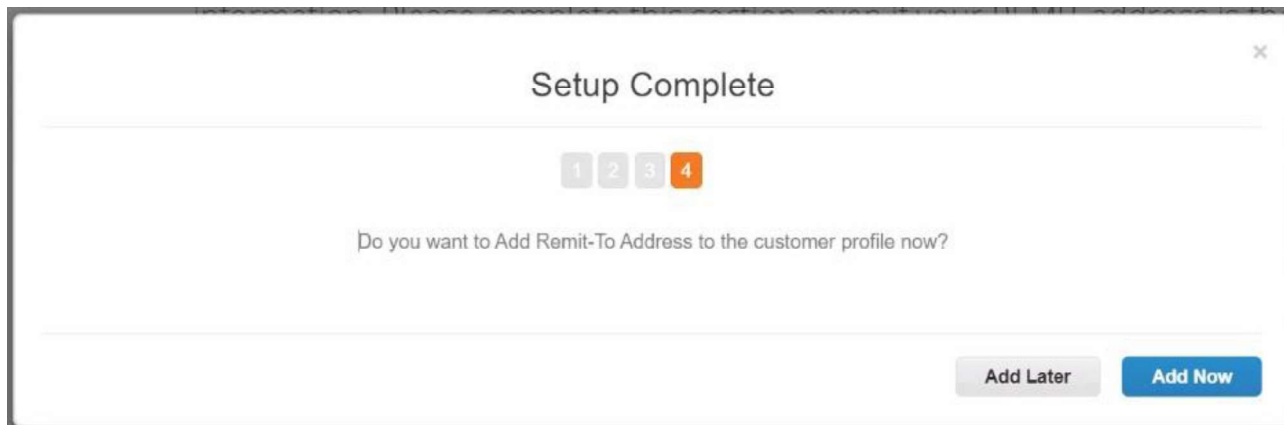 Setup Complete
×
1 2 3 4
Do you want to Add Remit-To Address to the customer profile now?
Add Later Add Now